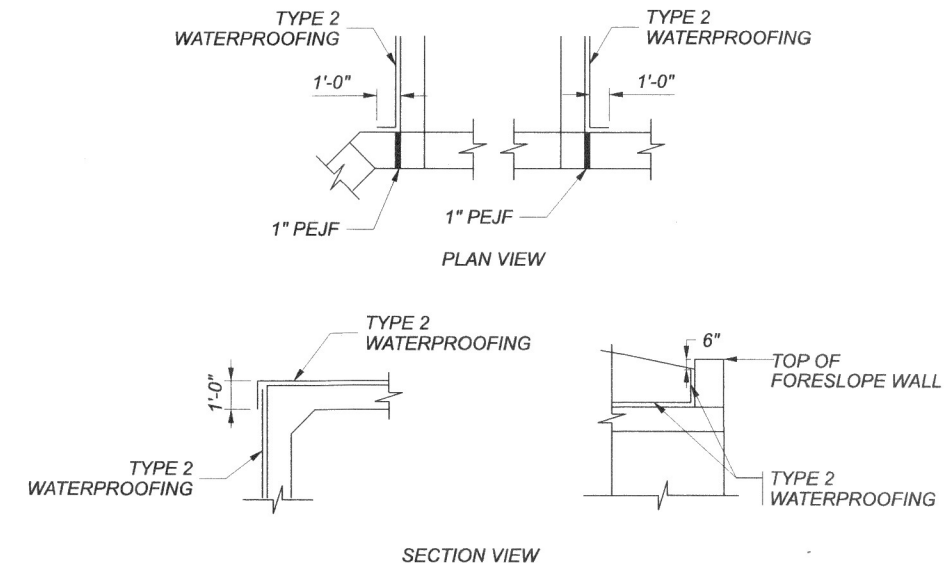 TYPE 2
WATERPROOFING
1'-0"
1" PEJF
TYPE 2
WATERPROOFING
1'-0"
1" PEJF
PLAN VIEW
TYPE 2
WATERPROOFING
1'-0"
TYPE 2
WATERPROOFING
6"
TOP OF
FORESLOPE WALL
TYPE 2
WATERPROOFING
SECTION VIEW